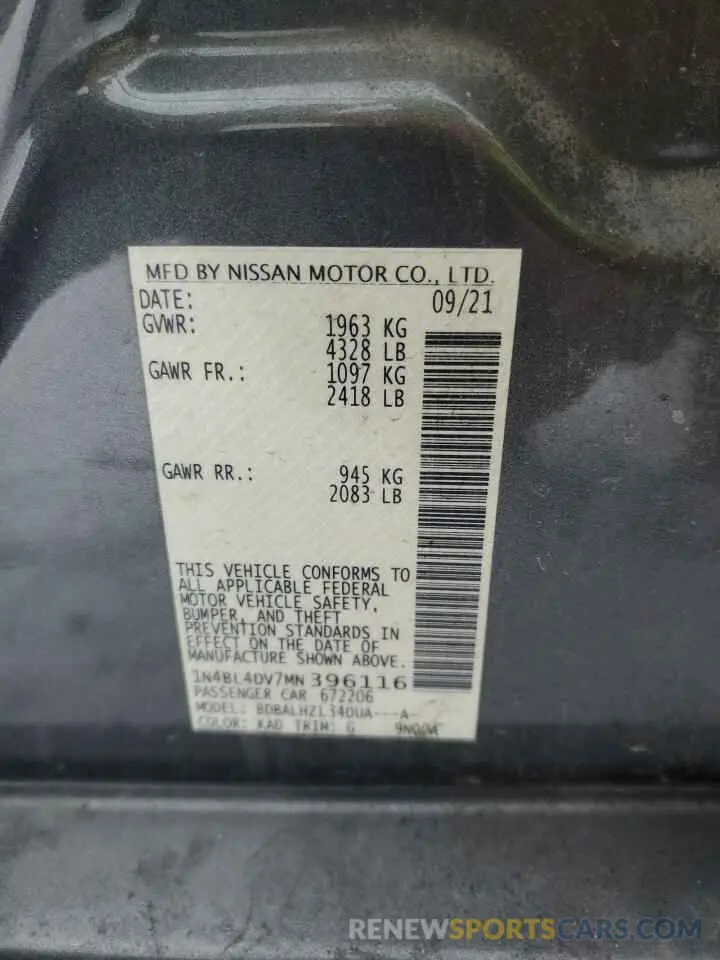 MFD BY NISSAN MOTOR CO., LTD.
DATE: 09/21
GVWR: 1963 KG
4328 LB
GAWR FR.: 1097 KG
2418 LB
GAWR RR.: 945 KG
2083 LB
THIS VEHICLE CONFORMS TO
ALL APPLICABLE FEDERAL
MOTOR VEHICLE SAFETY,
BUMPER, AND THEFT
PREVENTION STANDARDS IN
EFFECT ON THE DATE OF
MANUFACTURE SHOWN ABOVE.
1N4BL4DV7MN396116
PASSENGER CAR 672206
MODEL: BDBALHZL34DUA---A-
COLOR: KAD TRIM: G
RENEWSPORTSCARS.COM